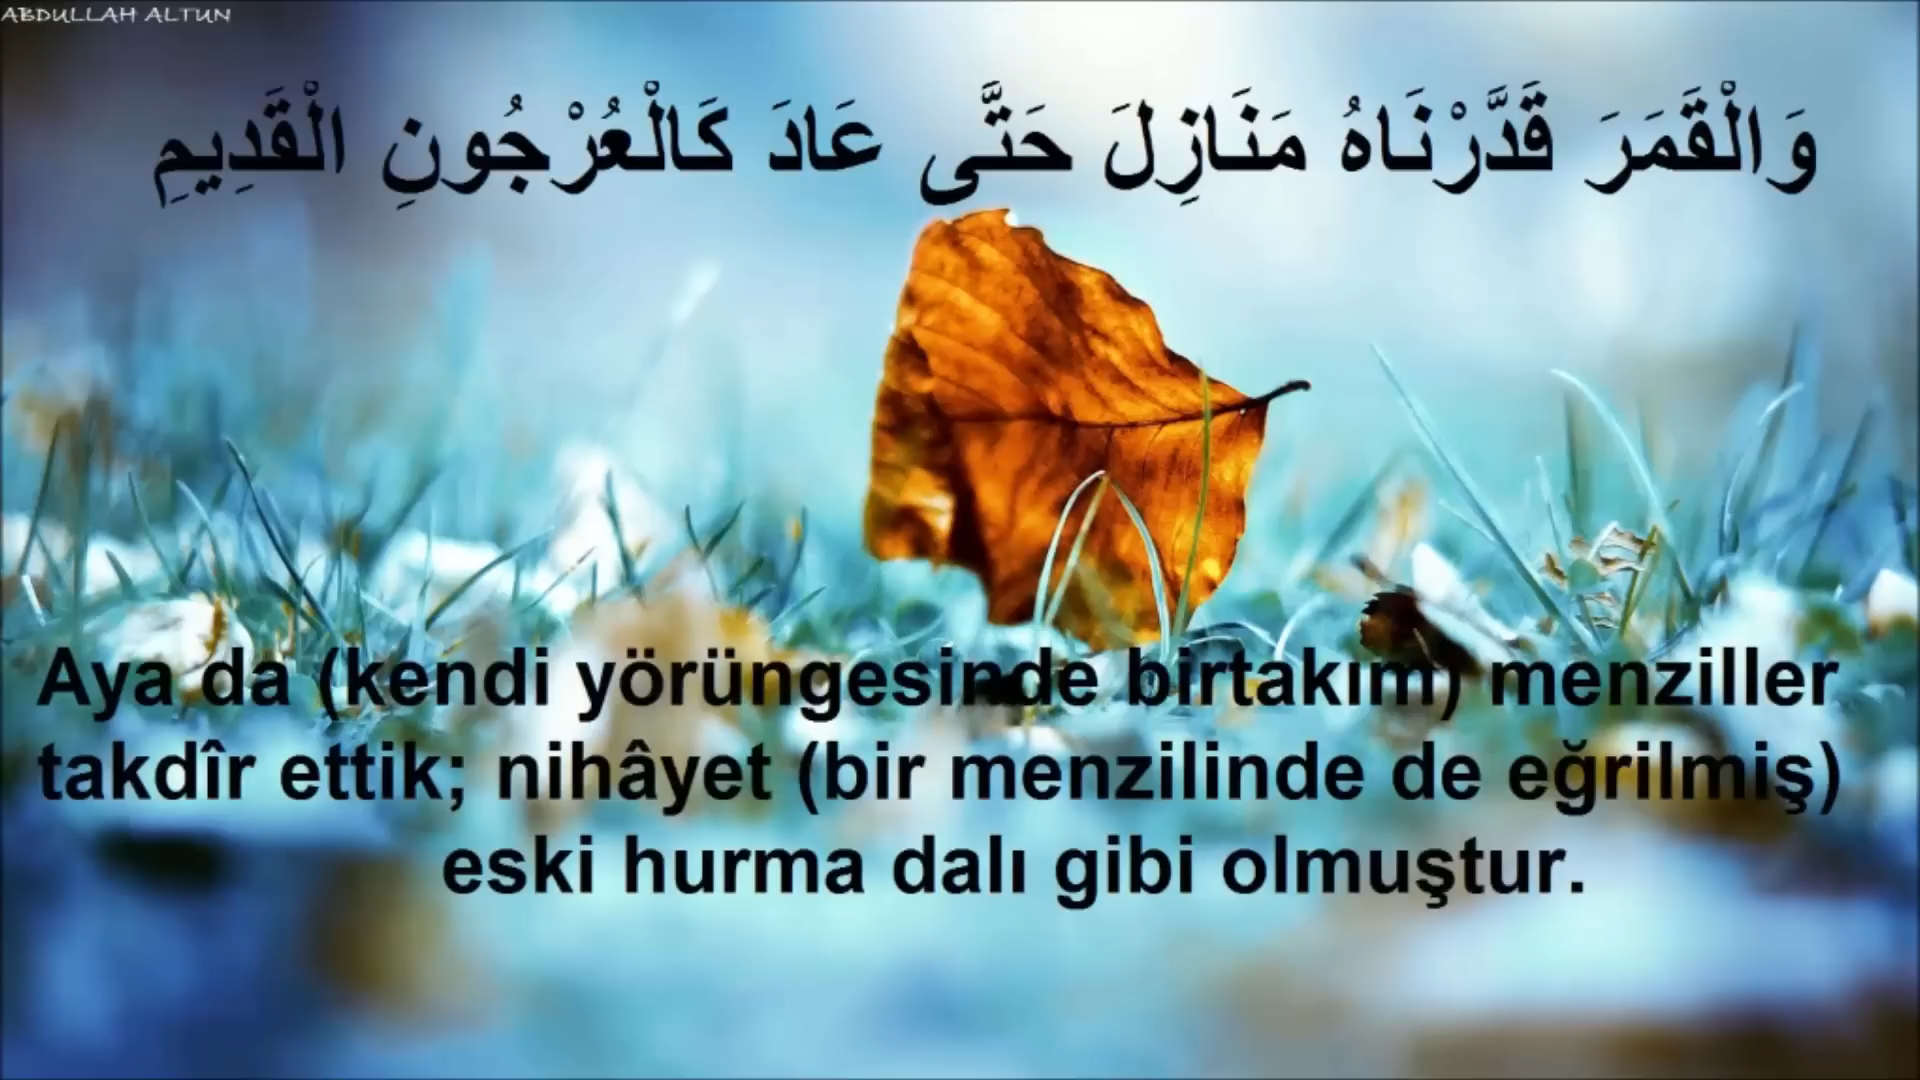 ABDULLAH ALTUN
وَالْقَمَرَ قَدَّرْنَاهُ مَنَازِلَ حَتَّى عَادَ كَالْعُرْجُونِ الْقَدِيمِ
Aya da (kendi yörüngesinde birtakım) menziller
takdîr ettik; nihâyet (bir menzilinde de eğrilmiş)
eski hurma dalı gibi olmuştur.